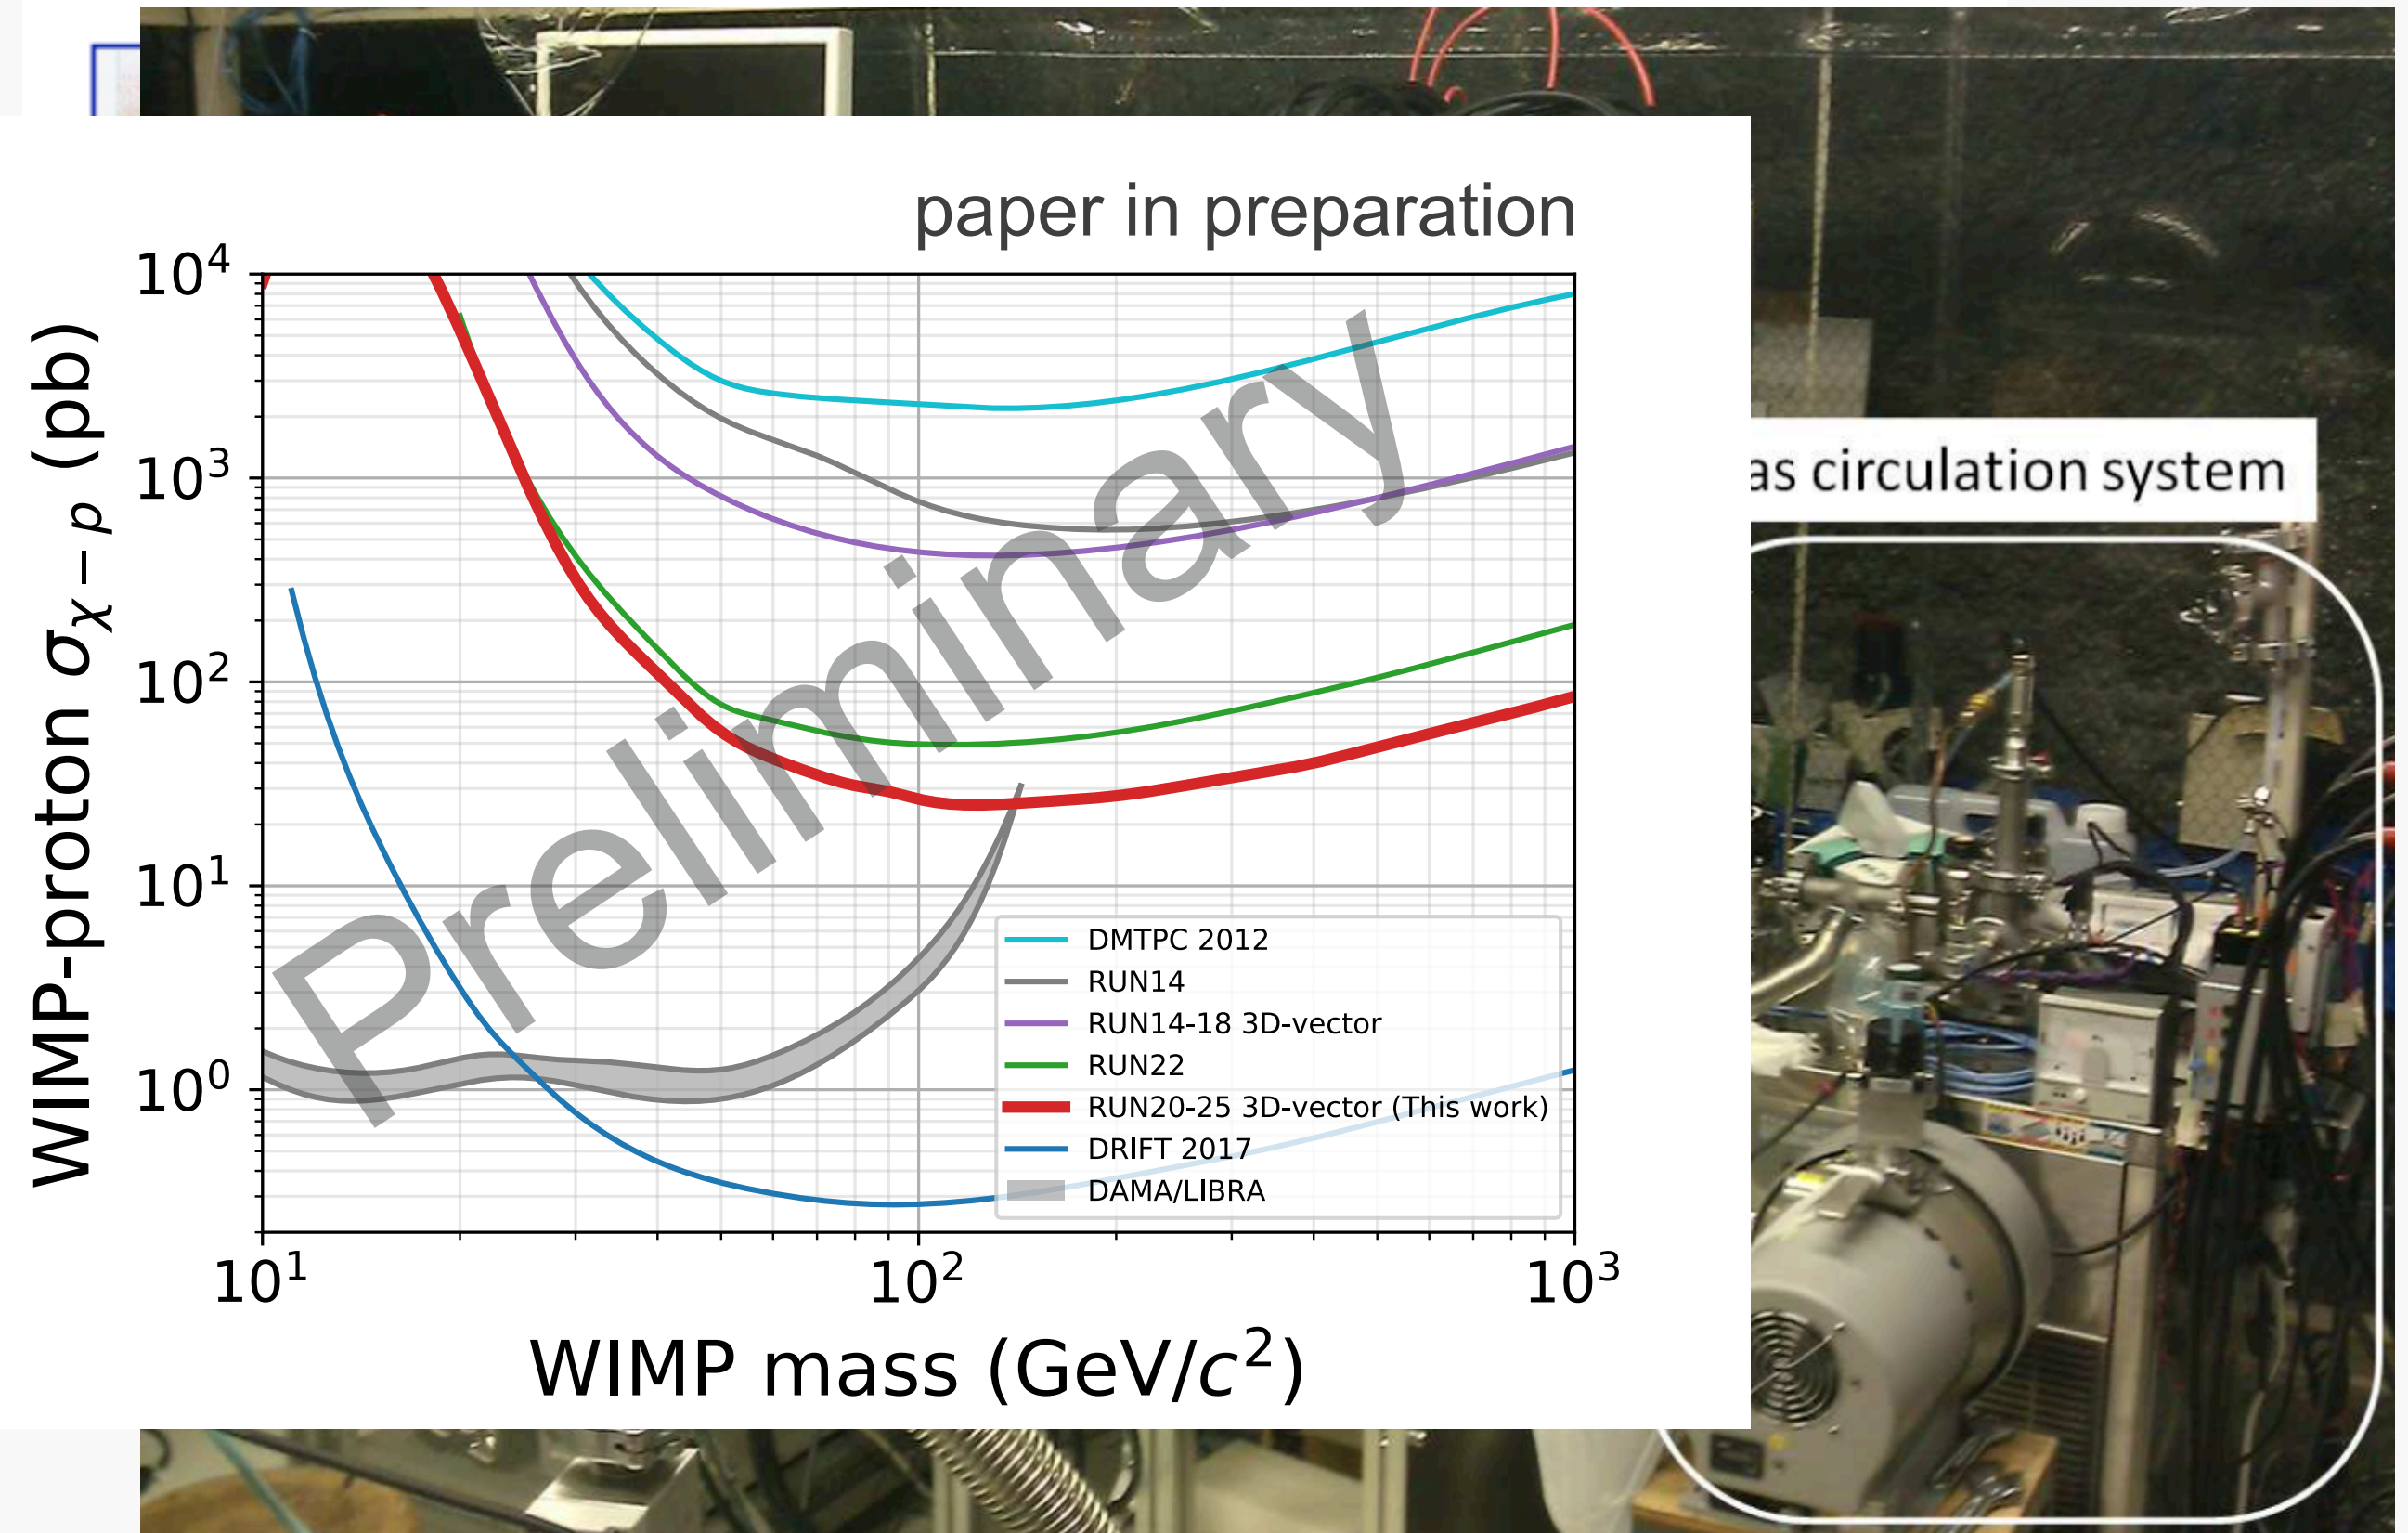 paper in preparation
10⁴
10³
10²
10¹
10⁰
WIMP-proton σχ−p (pb)
Preliminary
DMTPC 2012
RUN14
RUN14-18 3D-vector
RUN22
RUN20-25 3D-vector (This work)
DRIFT 2017
DAMA/LIBRA
10¹
10²
10³
WIMP mass (GeV/c²)
as circulation system